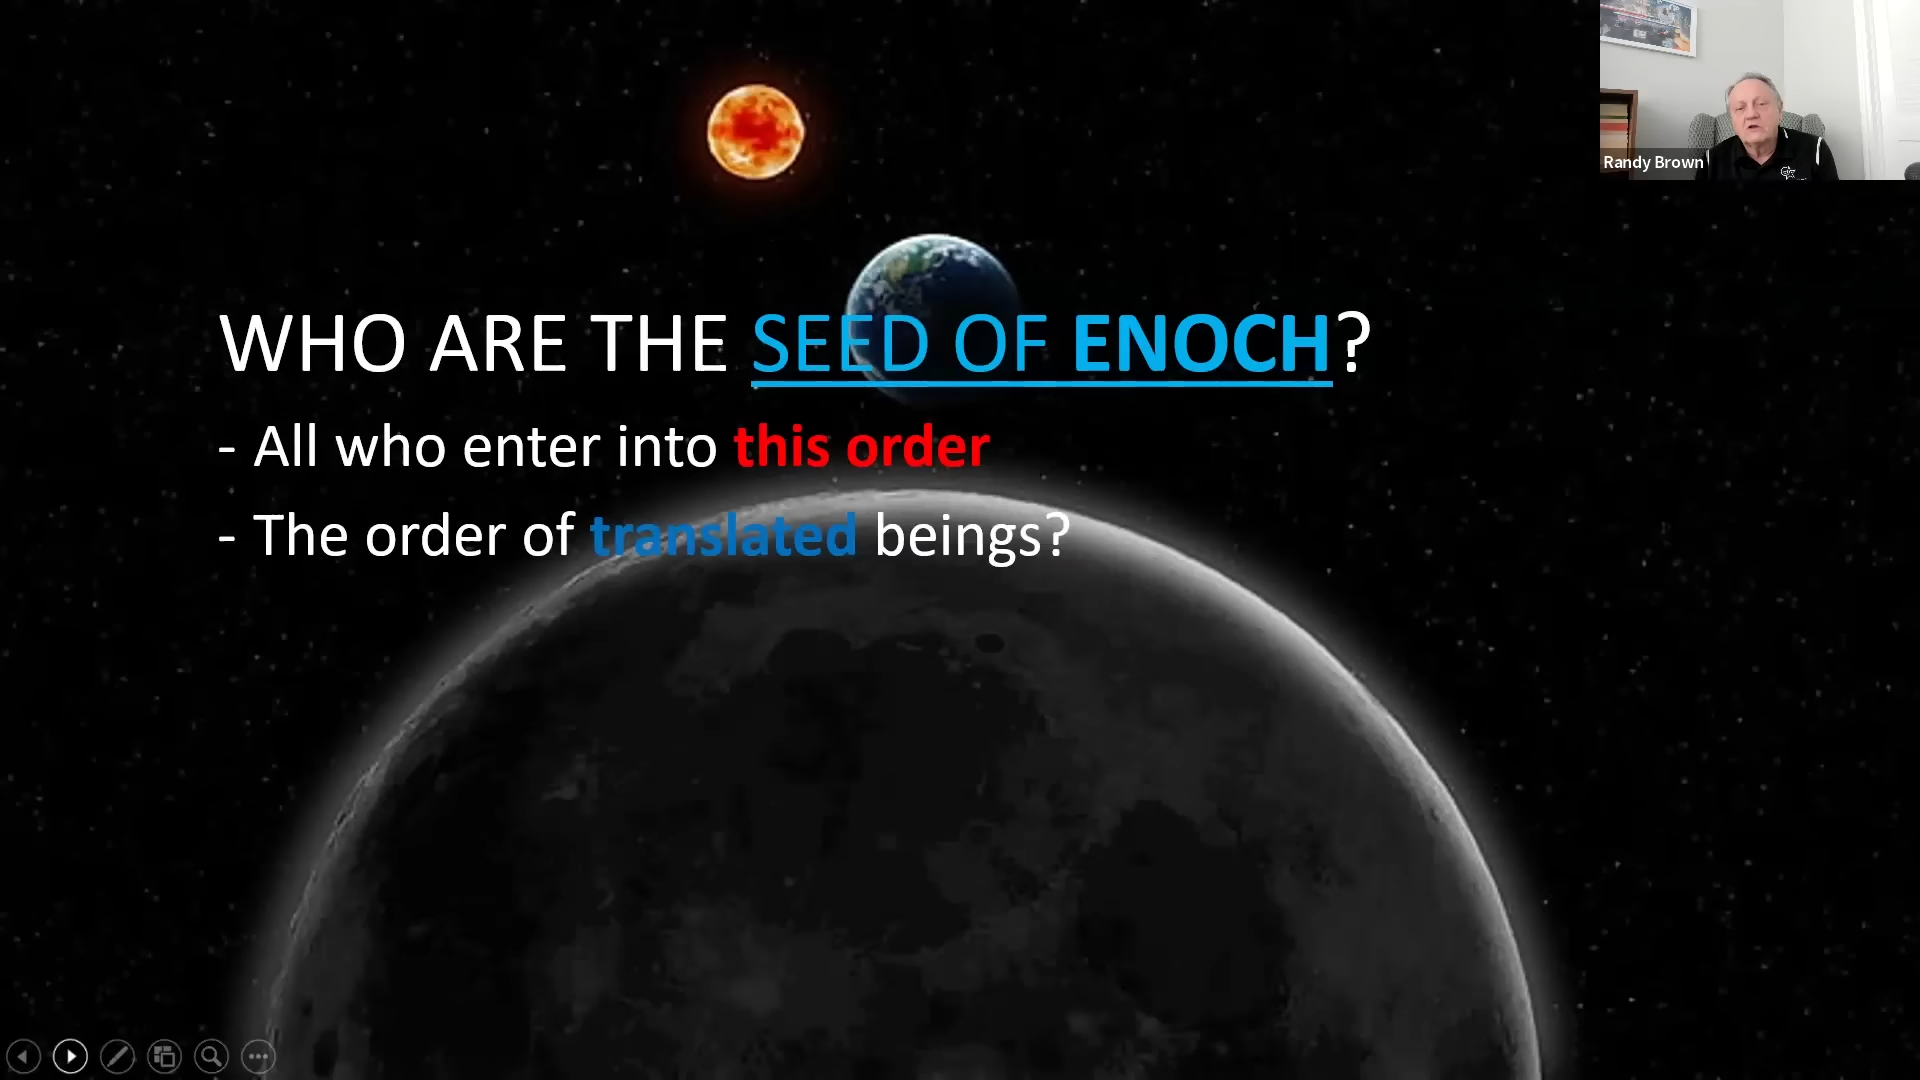 Randy Brown
WHO ARE THE SEED OF ENOCH?
- All who enter into this order
- The order of translated beings?